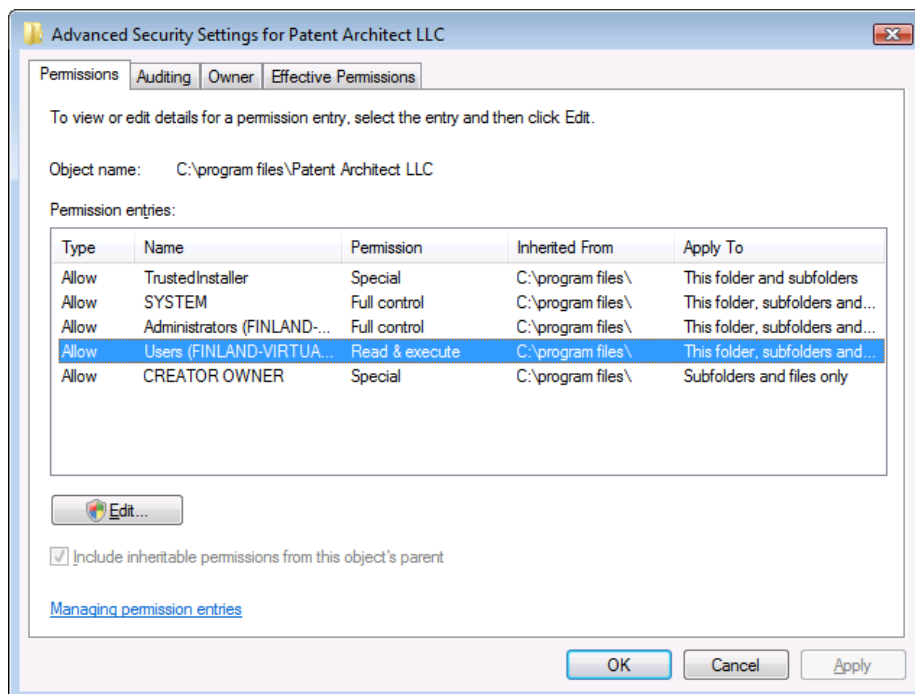 Advanced Security Settings for Patent Architect LLC
Permissions Auditing Owner Effective Permissions
To view or edit details for a permission entry, select the entry and then click Edit.
Object name: C:\program files\Patent Architect LLC
Permission entries:
Type Name Permission Inherited From Apply To
Allow TrustedInstaller Special C:\program files\ This folder and subfolders
Allow SYSTEM Full control C:\program files\ This folder, subfolders and...
Allow Administrators (FINLAND-... Full control C:\program files\ This folder, subfolders and...
Allow Users (FINLAND-VIRTUA... Read & execute C:\program files\ This folder, subfolders and...
Allow CREATOR OWNER Special C:\program files\ Subfolders and files only
Edit...
Include inheritable permissions from this object's parent
Managing permission entries
OK Cancel Apply